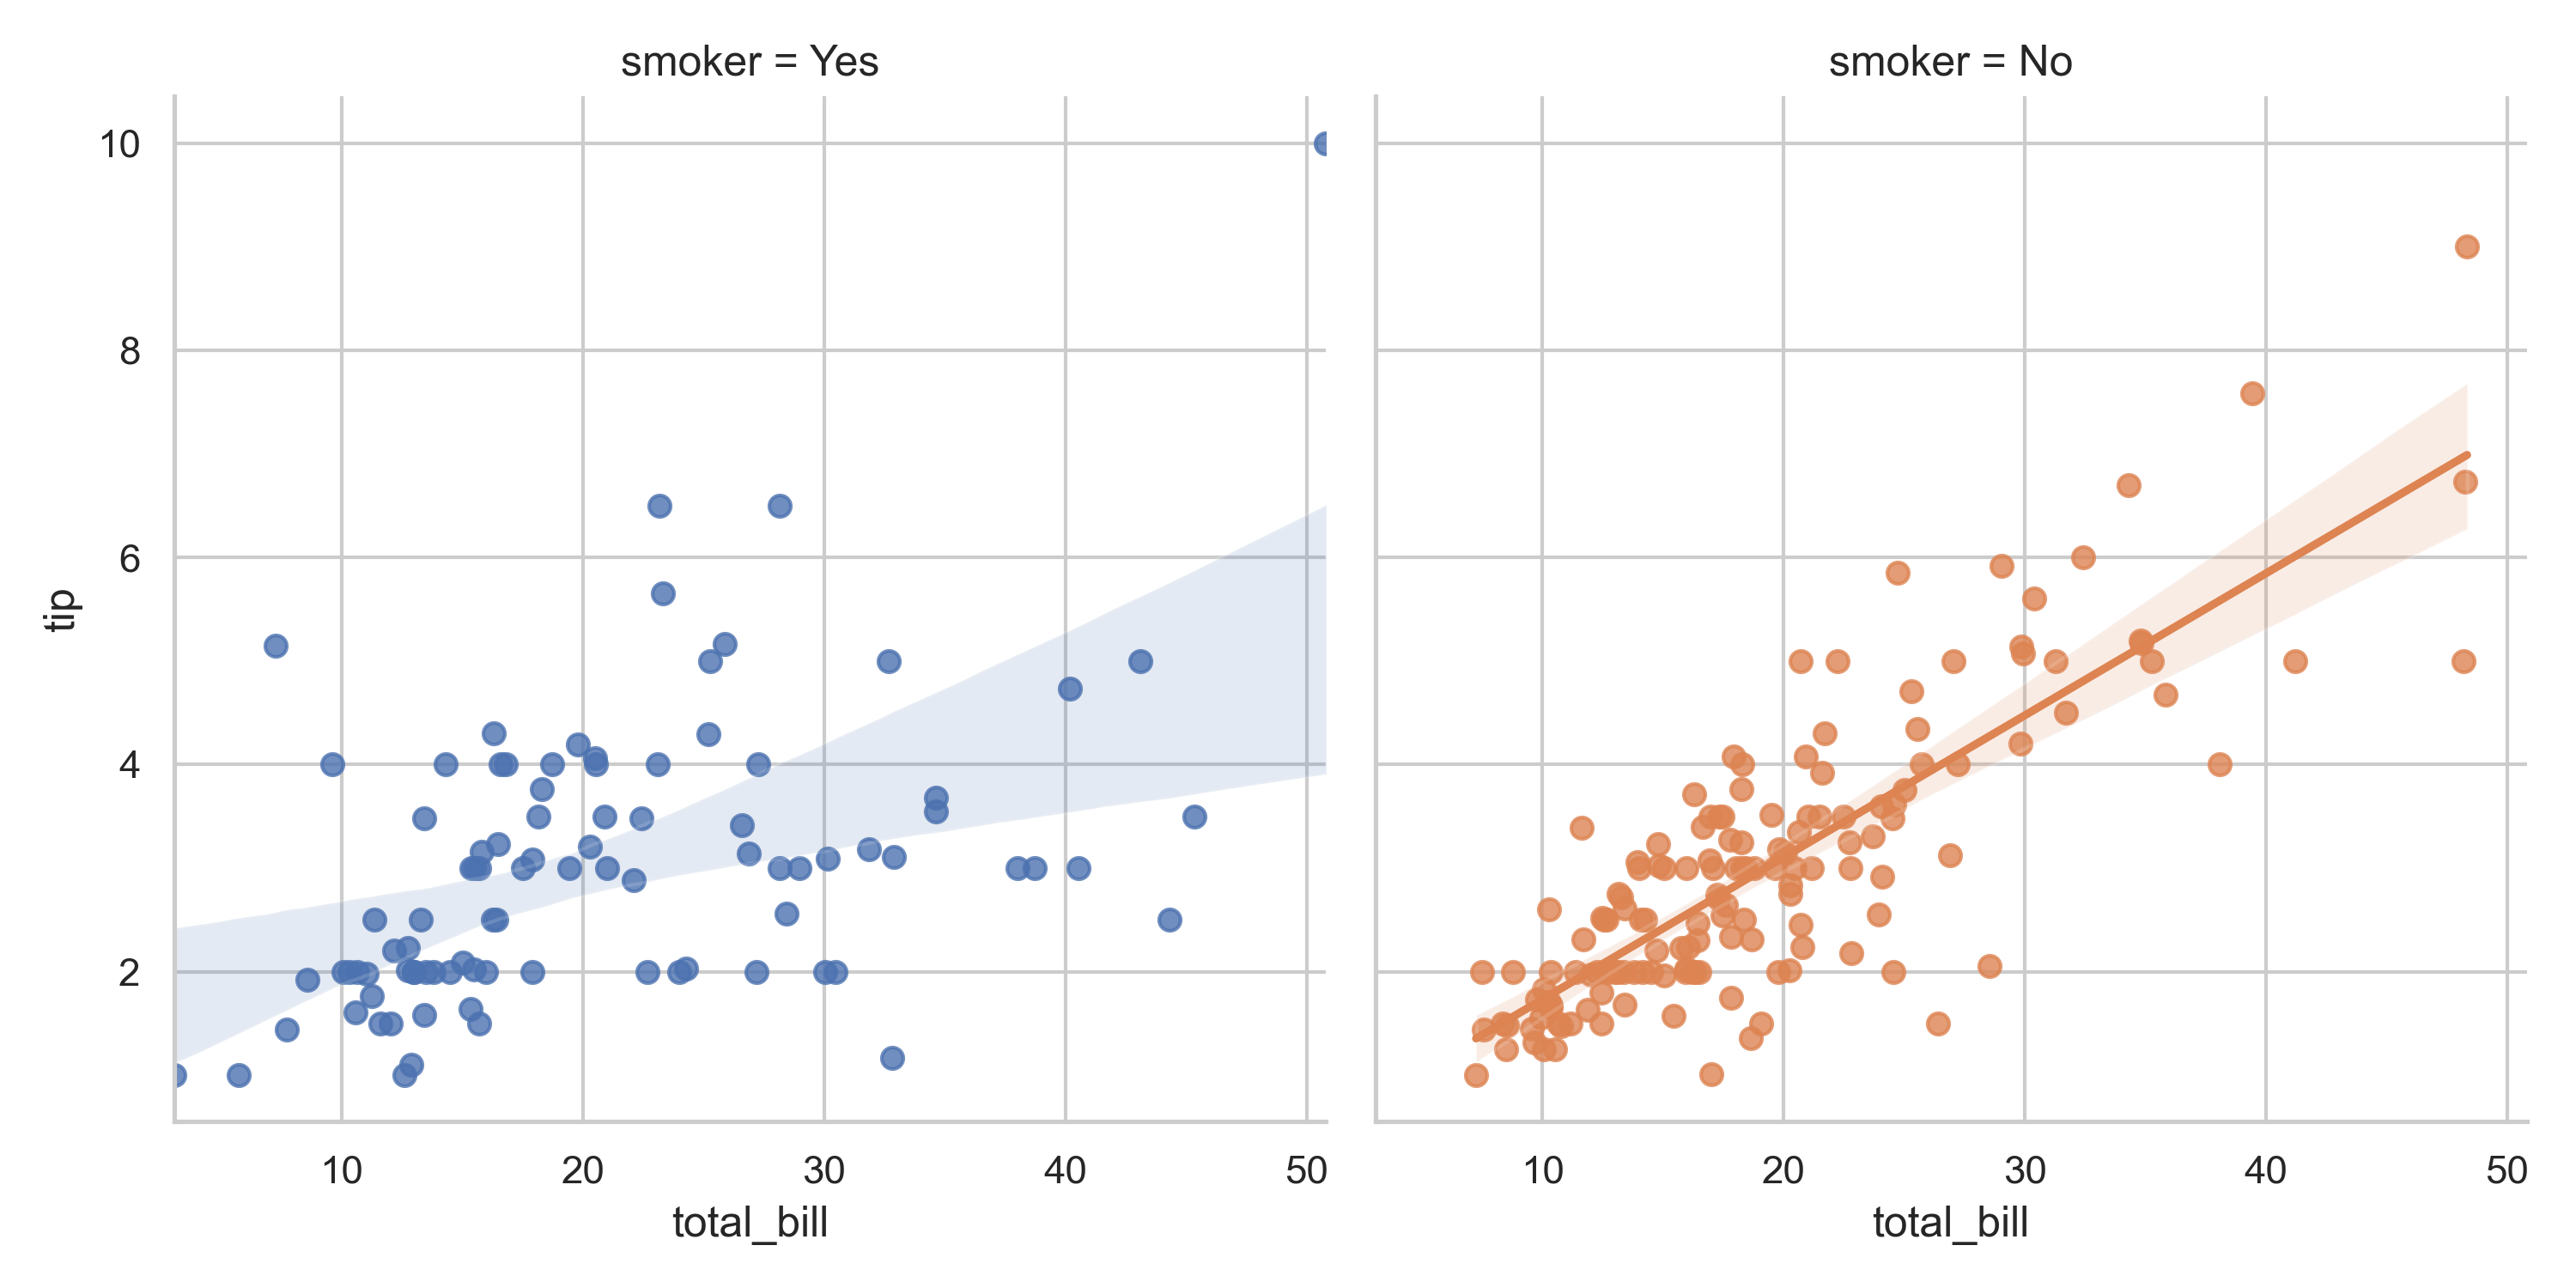 smoker = Yes
smoker = No
10
8
6
4
2
tip
10 20 30 40 50
10 20 30 40 50
total_bill
total_bill